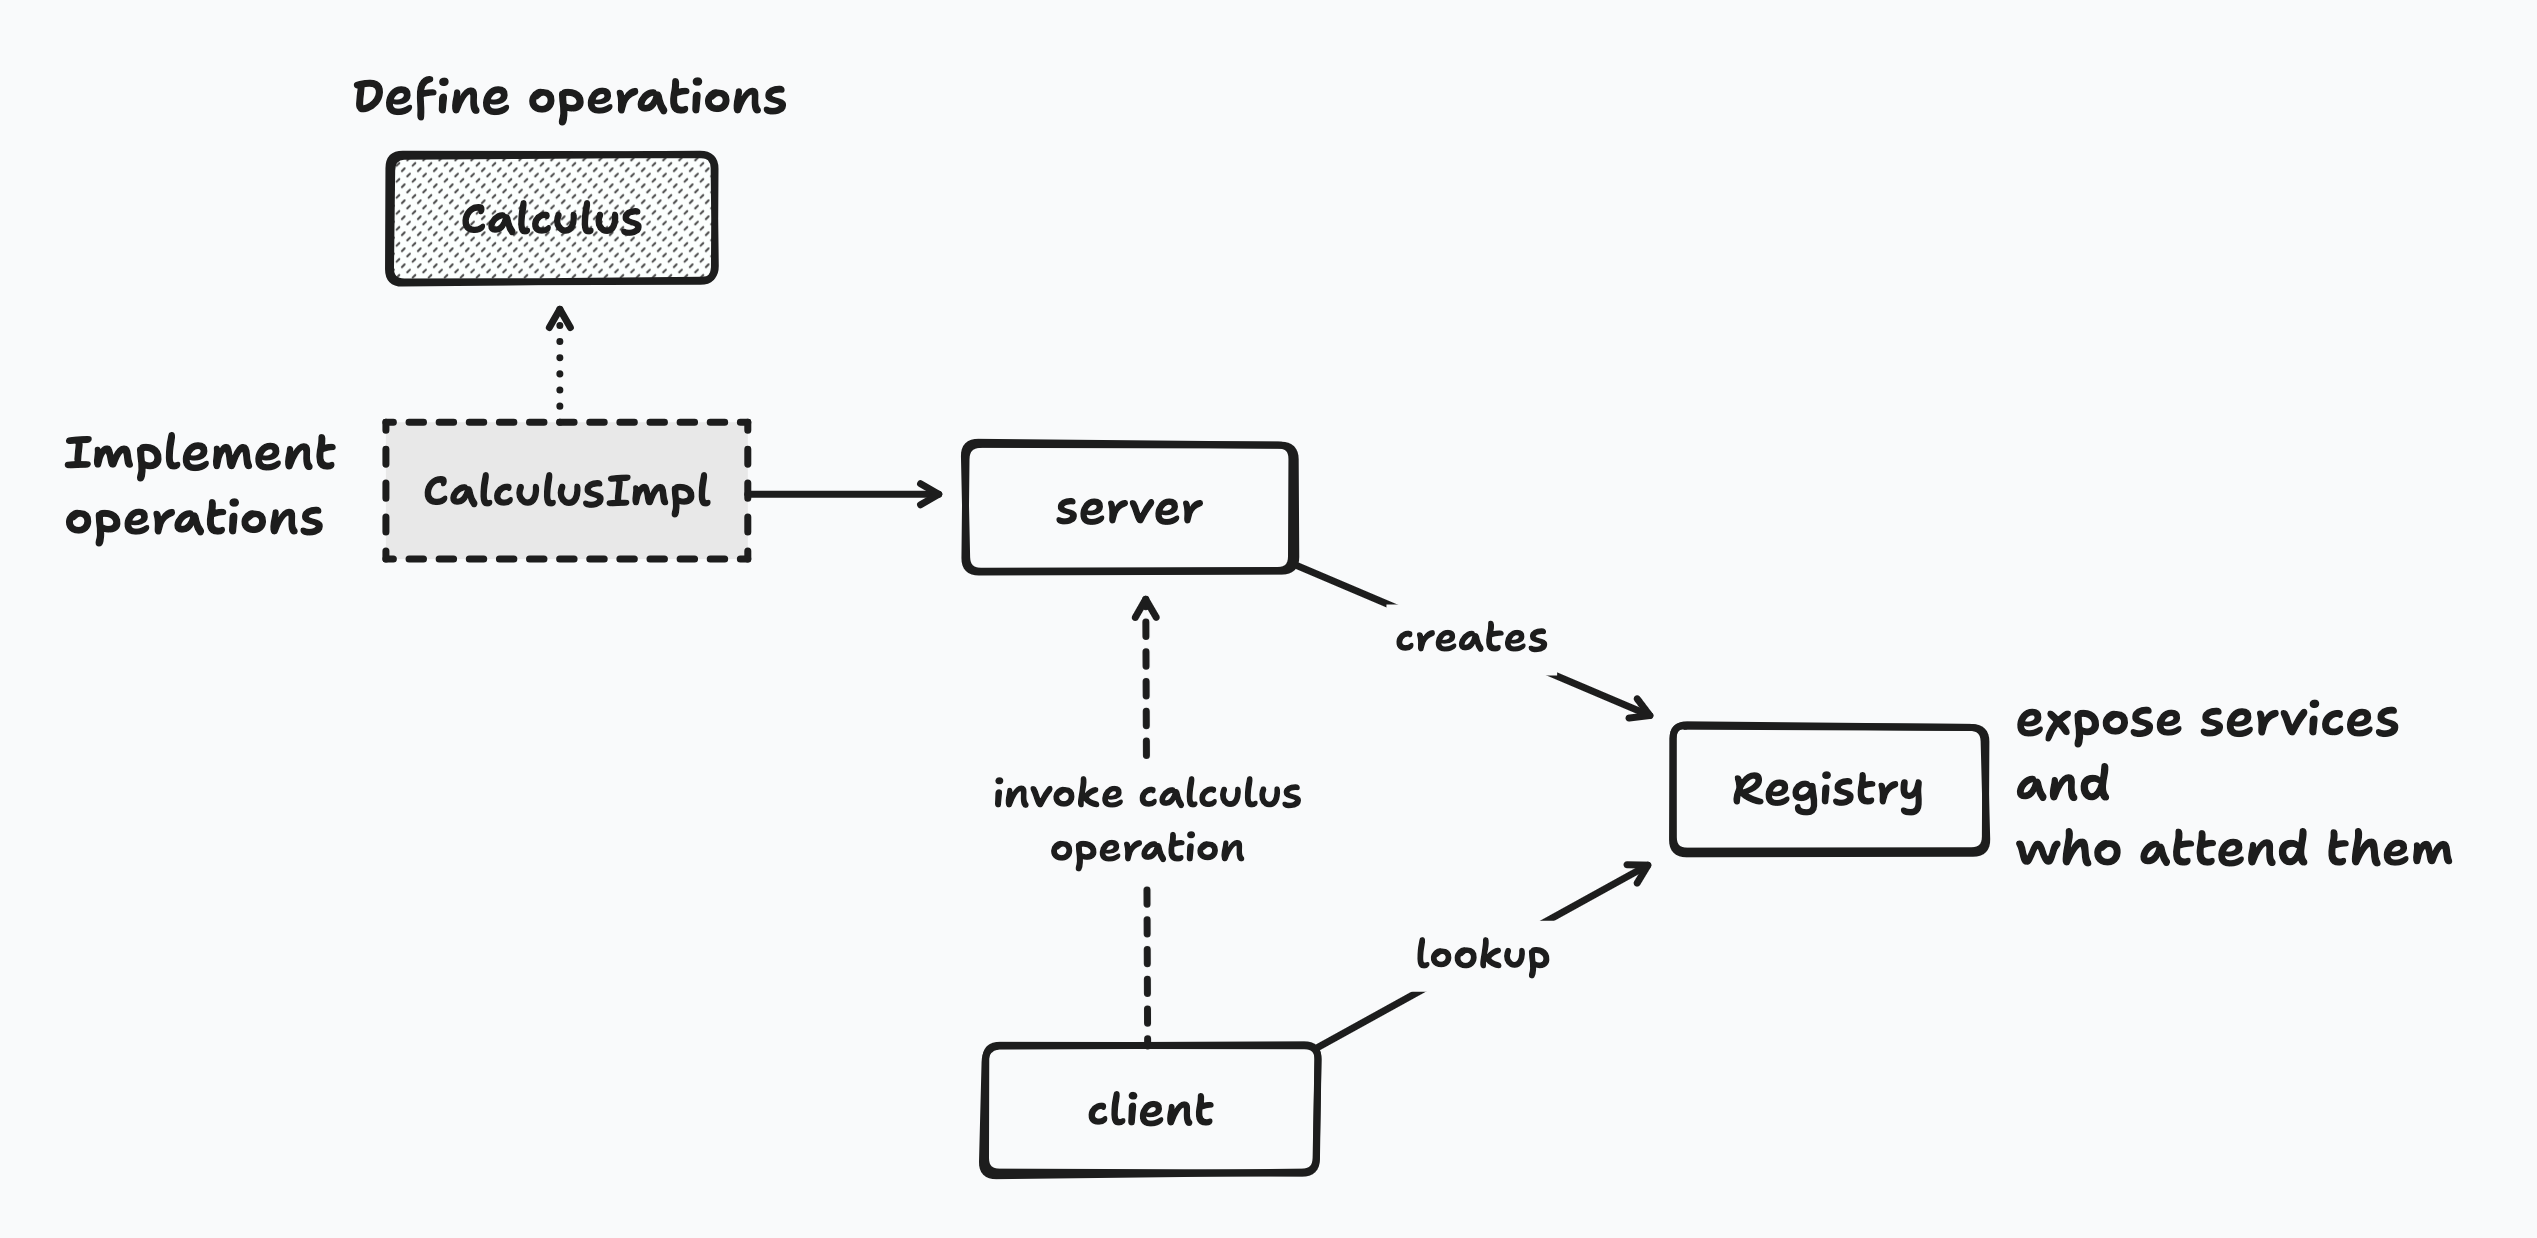 Define operations
Calculus
Implement
operations
CalculusImpl
server
creates
invoke calculus
operation
expose services
and
who attend them
Registry
lookup
client